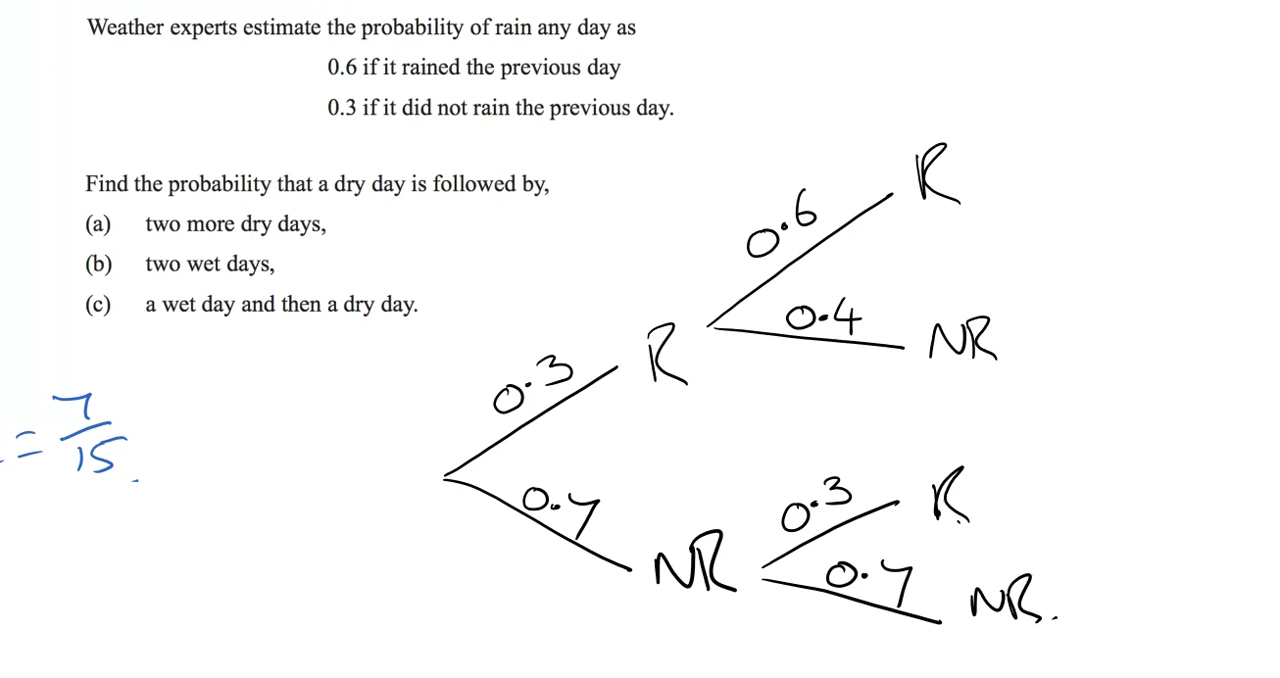 Weather experts estimate the probability of rain any day as
0.6 if it rained the previous day
0.3 if it did not rain the previous day.
Find the probability that a dry day is followed by,
(a) two more dry days,
(b) two wet days,
(c) a wet day and then a dry day.
R
0.6
0.4
NR
0.3
R
= 7/15.
0.7
NR
0.3
R
0.7
NR.